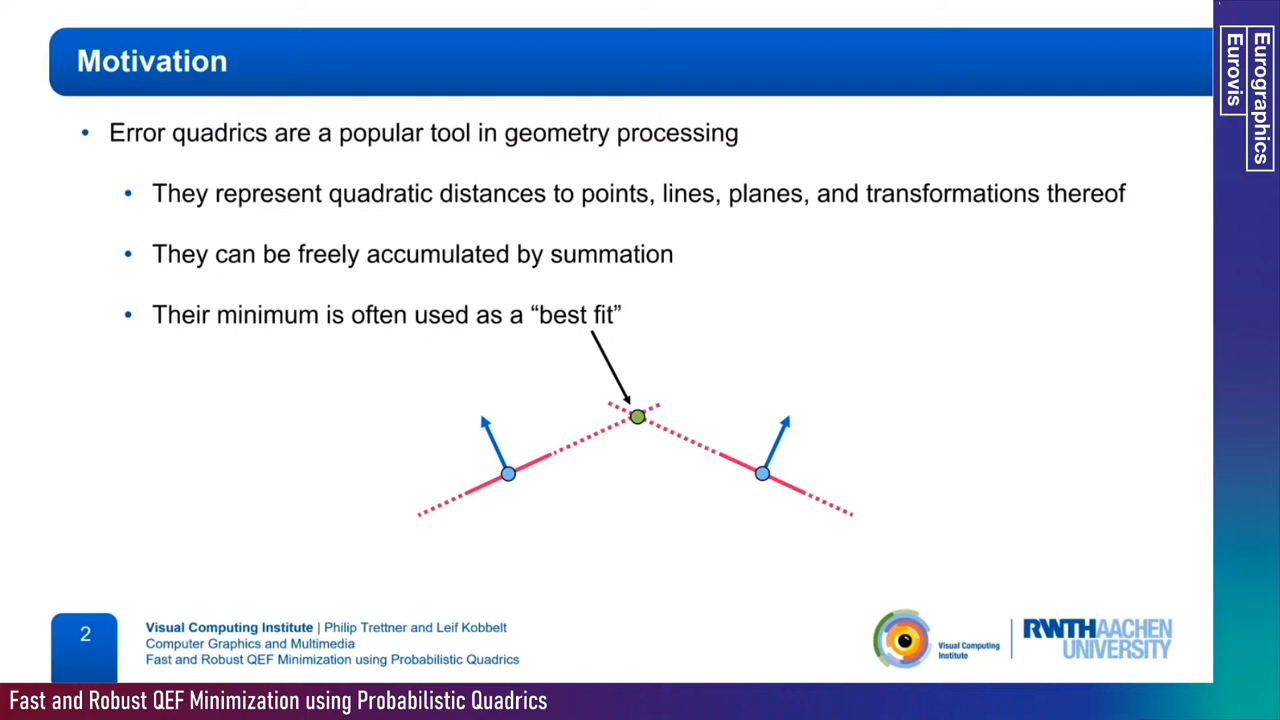 Motivation
Error quadrics are a popular tool in geometry processing
They represent quadratic distances to points, lines, planes, and transformations thereof
They can be freely accumulated by summation
Their minimum is often used as a “best fit”
2
Visual Computing Institute | Philip Trettner and Leif Kobbelt
Computer Graphics and Multimedia
Fast and Robust QEF Minimization using Probabilistic Quadrics
Visual Computing
Institute
RWTHAACHEN
UNIVERSITY
Eurographics
Eurovis
Fast and Robust QEF Minimization using Probabilistic Quadrics